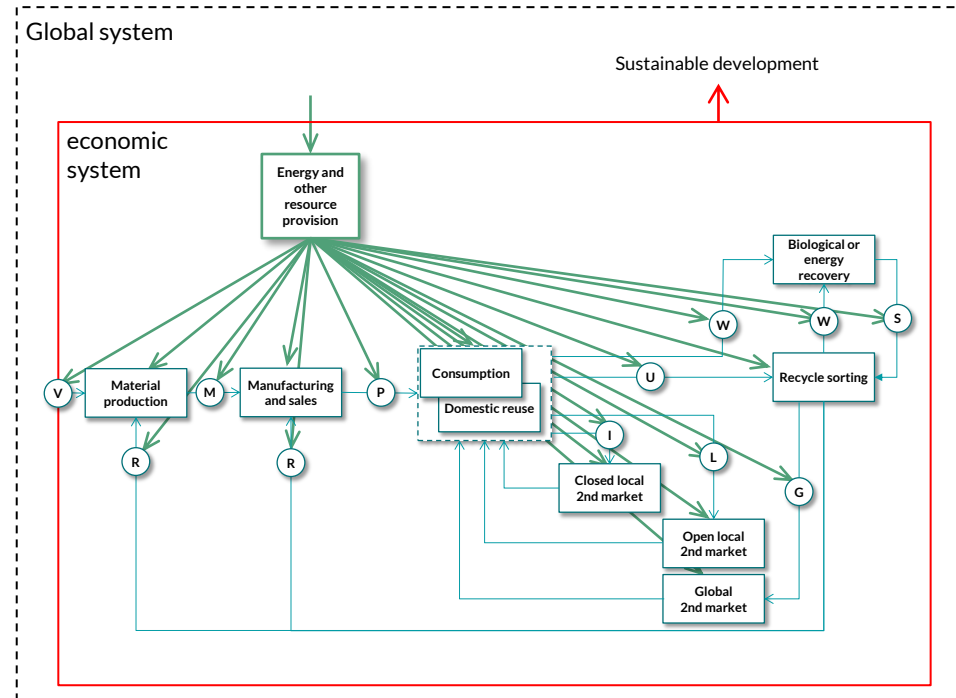 Global system
Sustainable development
economic
system
Energy and
other
resource
provision
Biological or
energy
recovery
W
W
S
Consumption
Domestic reuse
U
Recycle sorting
V
Material
production
M
Manufacturing
and sales
P
R
R
I
L
G
Closed local
2nd market
Open local
2nd market
Global
2nd market